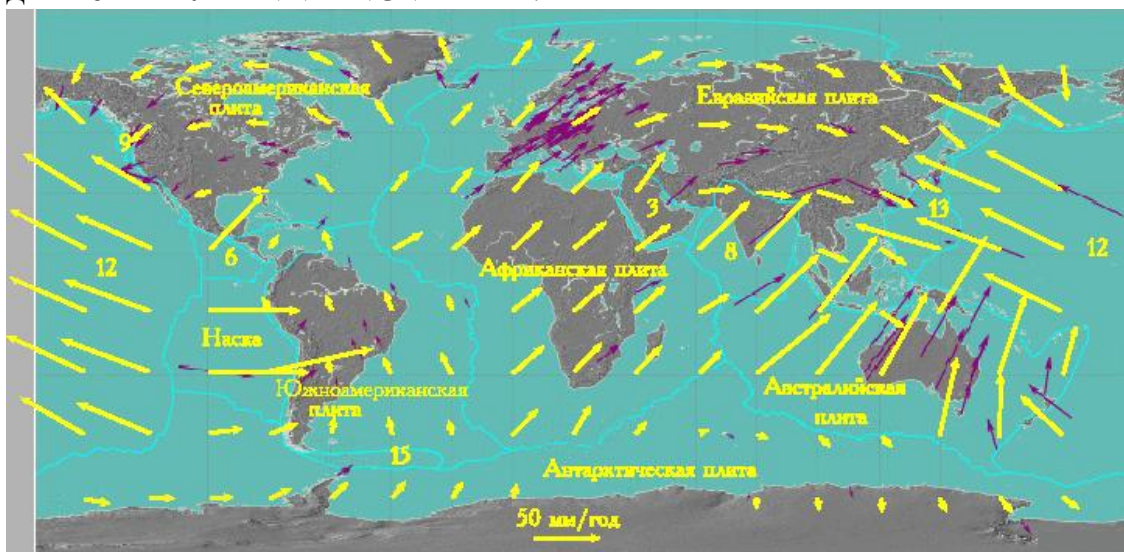 Североамериканская
плита
Евразийская плита
9
3
13
6
8
12
12
Африканская плита
Наска
Южноамериканская
плита
Австралийская
плита
15
Антарктическая плита
50 мм/год